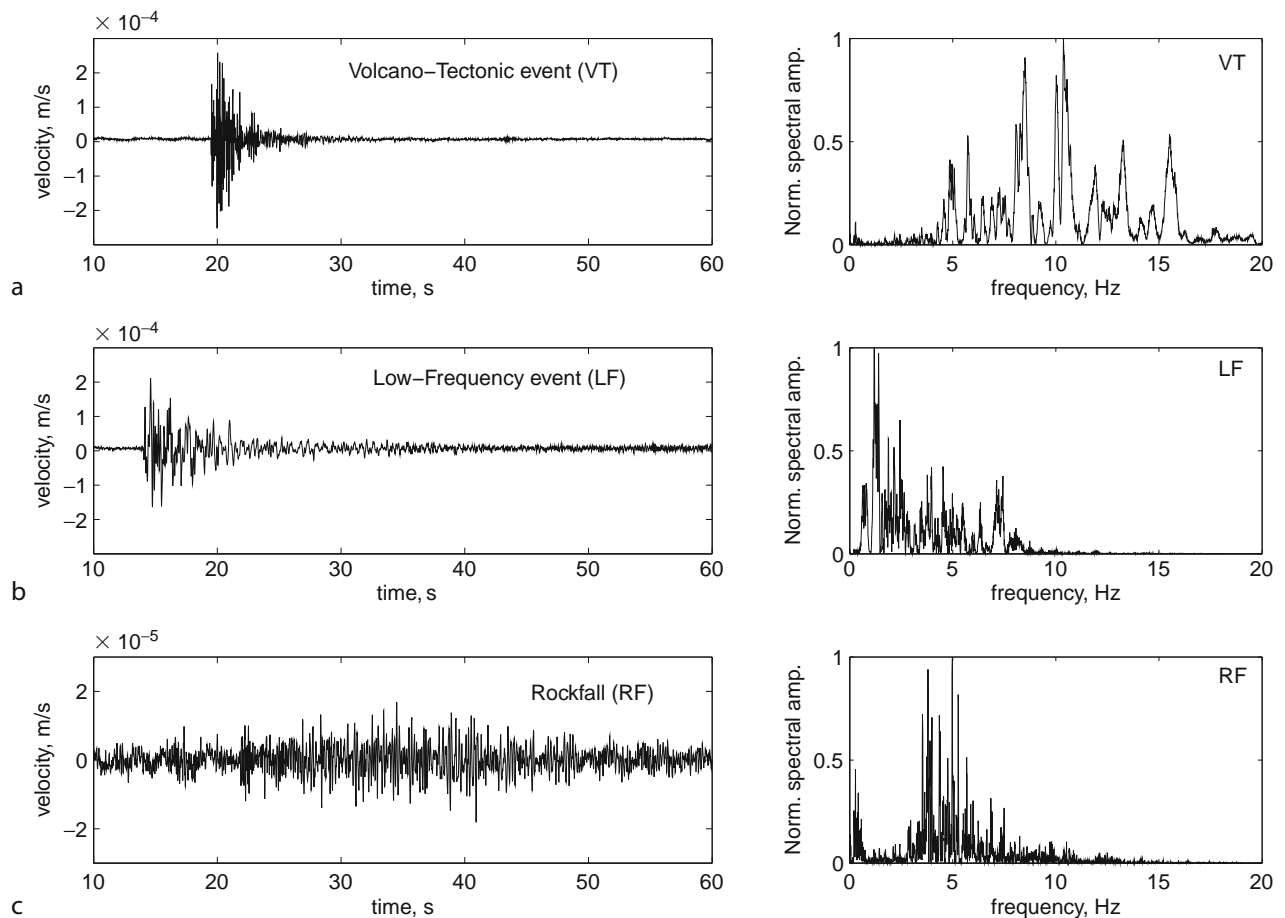 × 10⁻⁴
2
1
0
−1
−2
velocity, m/s
Volcano−Tectonic event (VT)
10 20 30 40 50 60
time, s
a
1
0.5
0
Norm. spectral amp.
VT
0 5 10 15 20
frequency, Hz
× 10⁻⁴
2
1
0
−1
−2
velocity, m/s
Low−Frequency event (LF)
10 20 30 40 50 60
time, s
b
1
0.5
0
Norm. spectral amp.
LF
0 5 10 15 20
frequency, Hz
× 10⁻⁵
2
0
−2
velocity, m/s
Rockfall (RF)
10 20 30 40 50 60
time, s
c
1
0.5
0
Norm. spectral amp.
RF
0 5 10 15 20
frequency, Hz